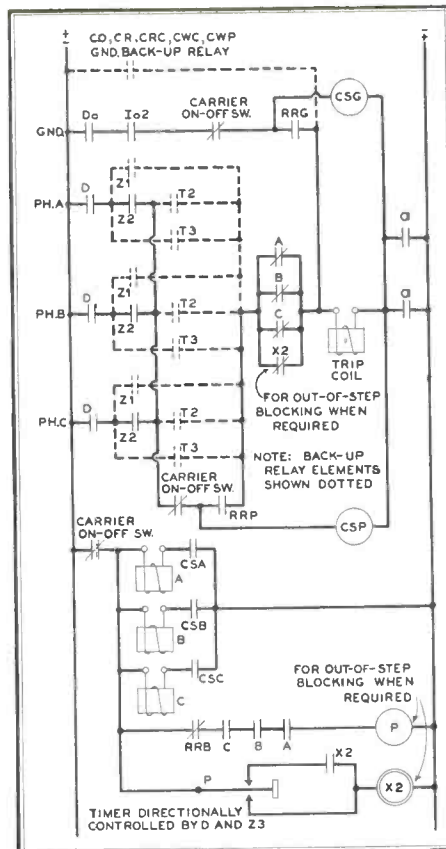 ± ∓
CO, CR, CRC, CWC, CWP
GND. BACK-UP RELAY
CARRIER
ON-OFF SW.
CSG
GND. Do Io2 RRG
PH.A D Z1 Z2 T2 T3
a
A
B
C
X2
PH.B D Z1 Z2 T2 T3
a
TRIP
COIL
FOR OUT-OF-STEP
BLOCKING WHEN
REQUIRED
PH.C D Z1 Z2 T2 T3
NOTE: BACK-UP
RELAY ELEMENTS
SHOWN DOTTED
CARRIER
ON-OFF SW.
RRP
CSP
CARRIER
ON-OFF SW.
CSA
A
CSB
B
CSC
C
FOR OUT-OF-STEP
BLOCKING WHEN
REQUIRED
RRB C B A P
X2
P X2
TIMER DIRECTIONALLY
CONTROLLED BY D AND Z3